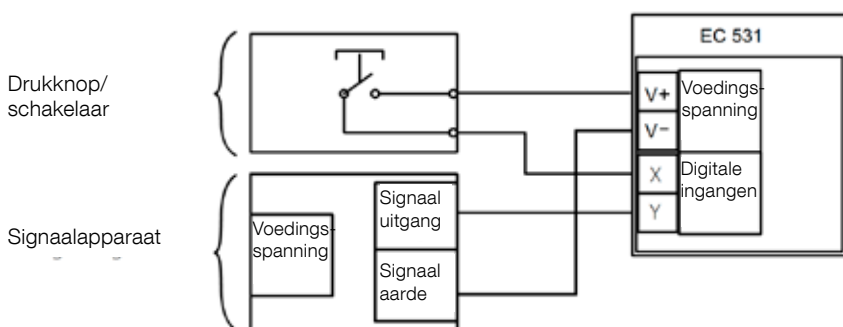 EC 531
Drukknop/
schakelaar
V+
Voedings-
spanning
V-
X
Digitale
ingangen
Y
Signaalapparaat
Voedings-
spanning
Signaal
uitgang
Signaal
aarde